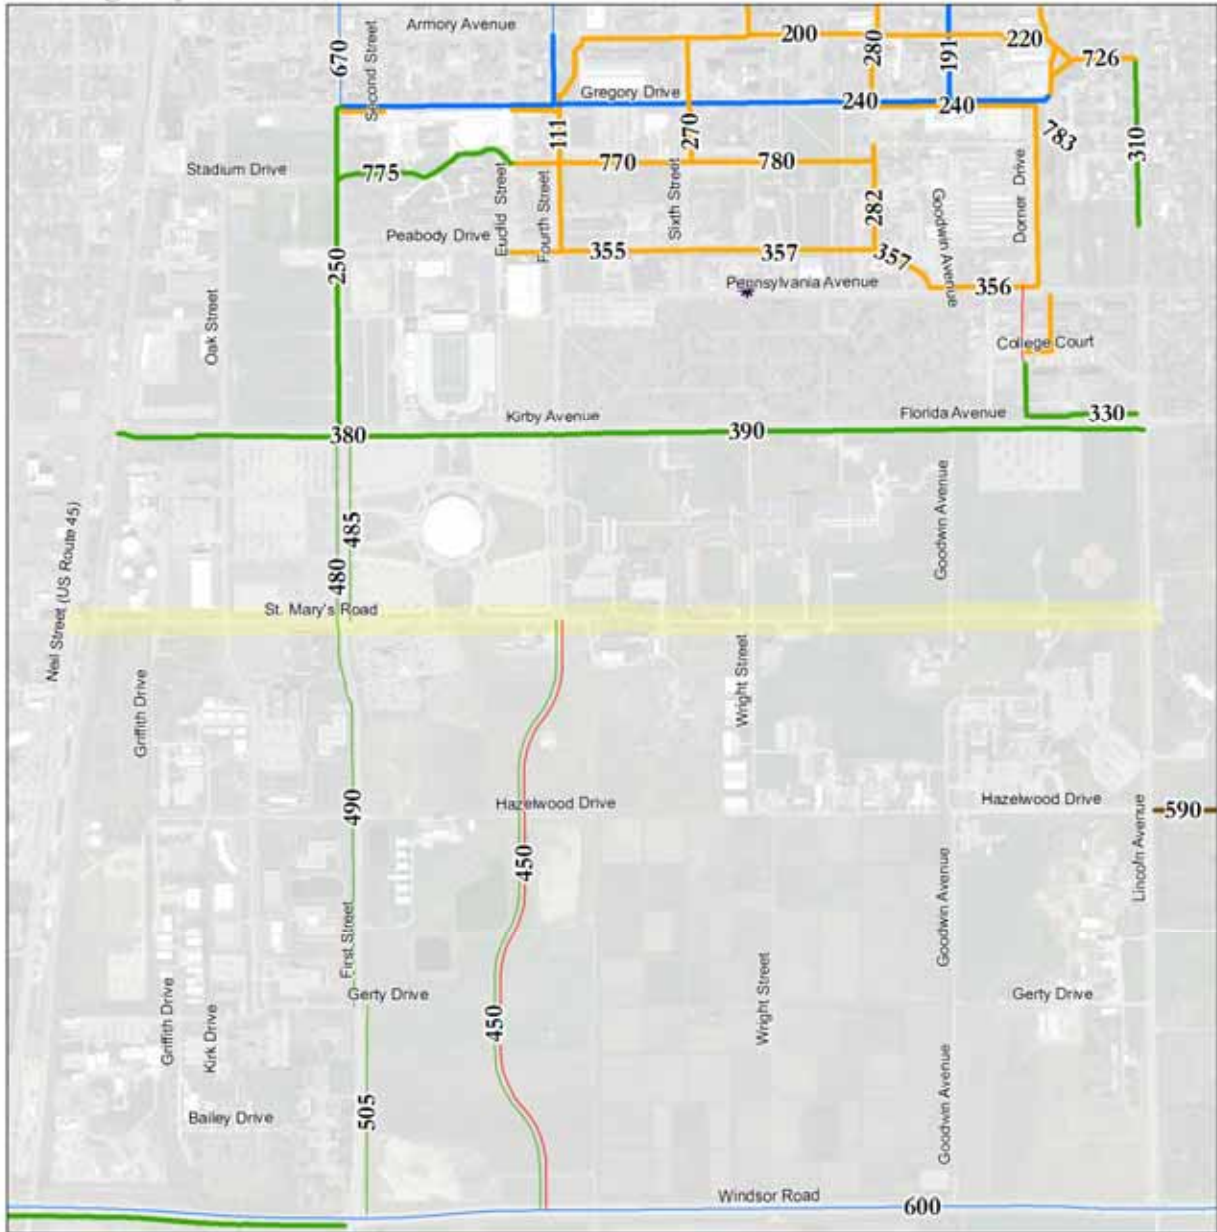 Armory Avenue
Second Street
670
200
280
191
220
726
Gregory Drive
240
240
111
270
783
310
Stadium Drive
775
770
780
Euclid Street
Fourth Street
Sixth Street
282
Goodwin Avenue
Dorner Drive
Peabody Drive
250
355
357
357
Pennsylvania Avenue
356
Oak Street
College Court
Kirby Avenue
Florida Avenue
330
380
390
Neil Street (US Route 45)
485
480
Goodwin Avenue
St. Mary's Road
Griffith Drive
Wright Street
490
Hazelwood Drive
Hazelwood Drive
590
450
Lincoln Avenue
Goodwin Avenue
First Street
Gerty Drive
Gerty Drive
Griffith Drive
Kirk Drive
450
Wright Street
505
Bailey Drive
Goodwin Avenue
Windsor Road
600